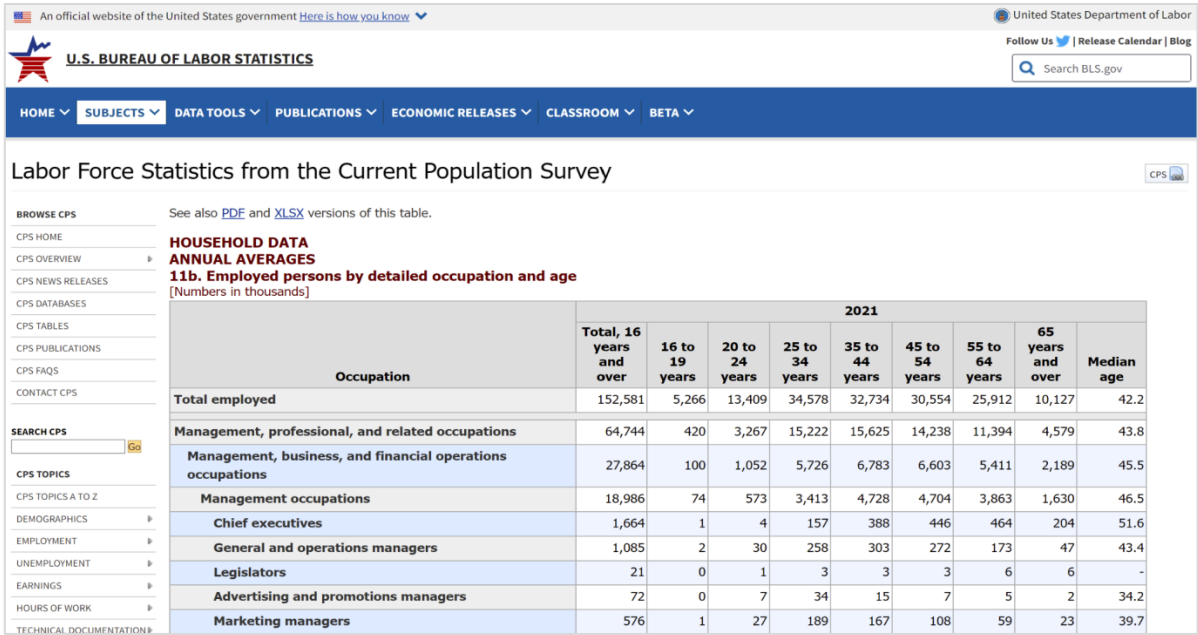 An official website of the United States government Here is how you know
United States Department of Labor
Follow Us | Release Calendar | Blog
U.S. BUREAU OF LABOR STATISTICS
Search BLS.gov
HOME SUBJECTS DATA TOOLS PUBLICATIONS ECONOMIC RELEASES CLASSROOM BETA
Labor Force Statistics from the Current Population Survey
CPS
BROWSE CPS
CPS HOME
CPS OVERVIEW
CPS NEWS RELEASES
CPS DATABASES
CPS TABLES
CPS PUBLICATIONS
CPS FAQS
CONTACT CPS
SEARCH CPS
Go
CPS TOPICS
CPS TOPICS A TO Z
DEMOGRAPHICS
EMPLOYMENT
UNEMPLOYMENT
EARNINGS
HOURS OF WORK
TECHNICAL DOCUMENTATION
See also PDF and XLSX versions of this table.
HOUSEHOLD DATA
ANNUAL AVERAGES
11b. Employed persons by detailed occupation and age
[Numbers in thousands]
2021
Occupation
Total, 16 years and over
16 to 19 years
20 to 24 years
25 to 34 years
35 to 44 years
45 to 54 years
55 to 64 years
65 years and over
Median age
Total employed 152,581 5,266 13,409 34,578 32,734 30,554 25,912 10,127 42.2
Management, professional, and related occupations 64,744 420 3,267 15,222 15,625 14,238 11,394 4,579 43.8
Management, business, and financial operations
occupations 27,864 100 1,052 5,726 6,783 6,603 5,411 2,189 45.5
Management occupations 18,986 74 573 3,413 4,728 4,704 3,863 1,630 46.5
Chief executives 1,664 1 4 157 388 446 464 204 51.6
General and operations managers 1,085 2 30 258 303 272 173 47 43.4
Legislators 21 0 1 3 3 3 6 6 -
Advertising and promotions managers 72 0 7 34 15 7 5 2 34.2
Marketing managers 576 1 27 189 167 108 59 23 39.7